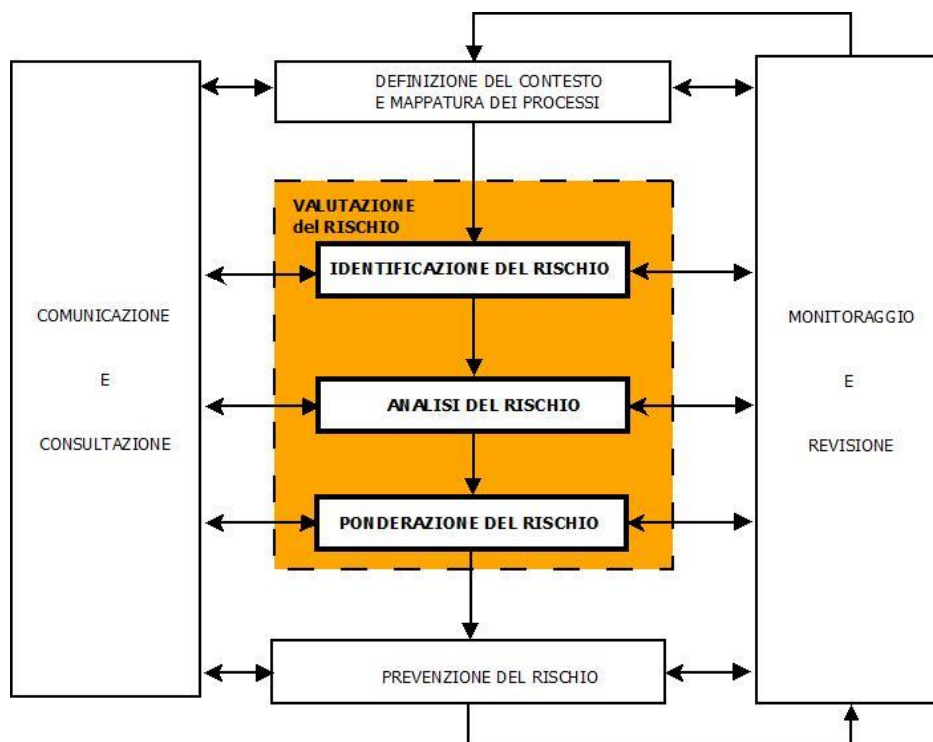 DEFINIZIONE DEL CONTESTO
E MAPPATURA DEI PROCESSI
VALUTAZIONE
del RISCHIO
IDENTIFICAZIONE DEL RISCHIO
ANALISI DEL RISCHIO
PONDERAZIONE DEL RISCHIO
PREVENZIONE DEL RISCHIO
COMUNICAZIONE
E
CONSULTAZIONE
MONITORAGGIO
E
REVISIONE